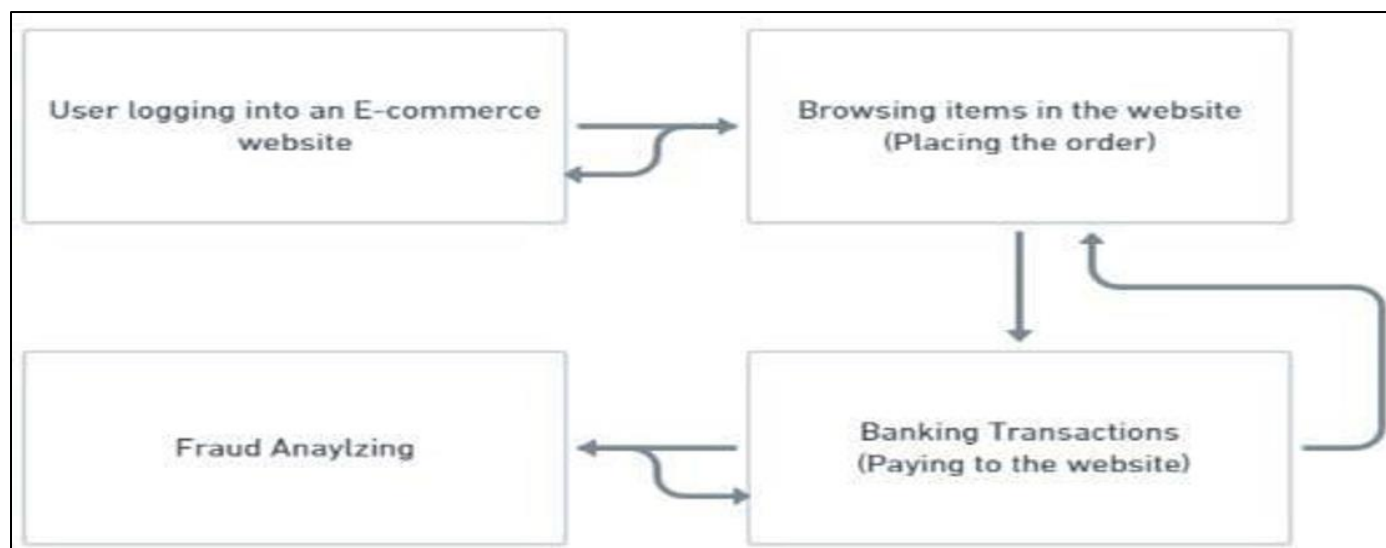 User logging into an E-commerce
website
Browsing items in the website
(Placing the order)
Fraud Anaylzing
Banking Transactions
(Paying to the website)